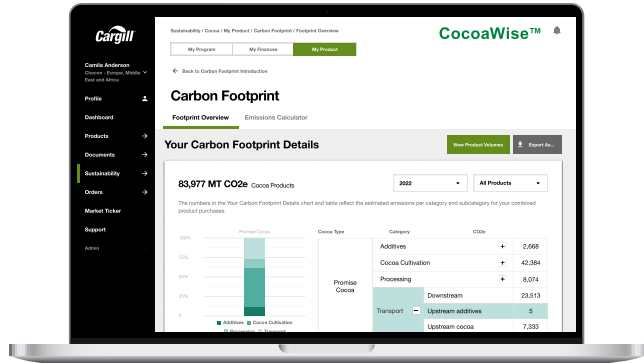 Cargill
Camila Anderson
Chocen - Europe, Middle
East and Africa
Profile
Dashboard
Products
Documents
Sustainability
Orders
Market Ticker
Support
Admin
Sustainability / Cocoa / My Product / Carbon Footprint / Footprint Overview
CocoaWise™
My Program My Finances My Product
Back to Carbon Footprint Introduction
Carbon Footprint
Footprint Overview Emissions Calculator
Your Carbon Footprint Details
View Product Volumes Export As...
83,977 MT CO2e Cocoa Products
2022 All Products
The numbers in the Your Carbon Footprint Details chart and table reflect the estimated emissions per category and subcategory for your combined
product purchases.
Promise Cocoa
100%
75%
50%
25%
0
Additives Cocoa Cultivation
Processing Transport
Cocoa Type Category CO2e
Promise
Cocoa
Additives + 2,668
Cocoa Cultivation + 42,384
Processing + 8,074
Transport −
Downstream 23,513
Upstream additives 5
Upstream cocoa 7,333